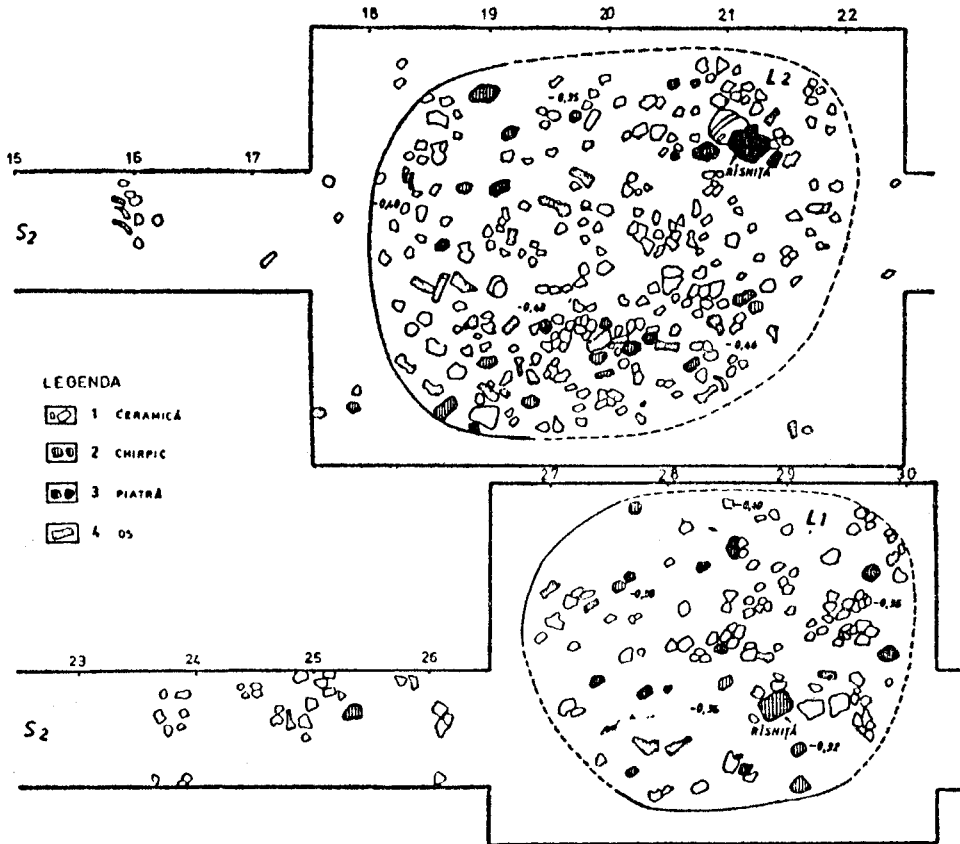 18 19 20 21 22
L2
-0,35
15 16 17
RÎSNIȚĂ
-0,40
S2
-0,48
-0,46
LEGENDA
1 CERAMICĂ
2 CHIRPIC
3 PIATRĂ
4 OS
27 28 29 30
-0,40
L1
-0,38
-0,36
23 24 25 26
-0,36
S2
RÎSNIȚĂ
-0,32